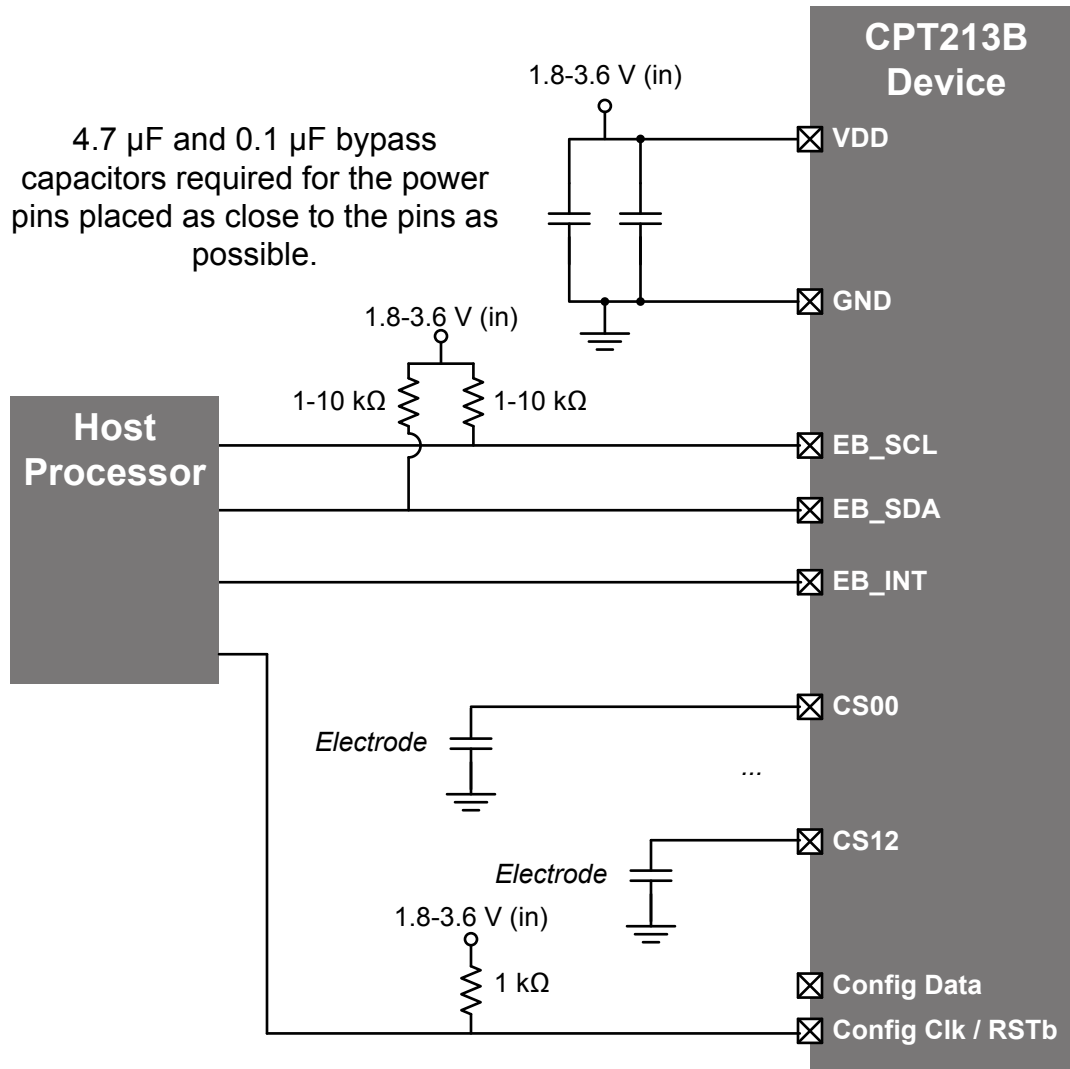 CPT213B
Device
1.8-3.6 V (in)
VDD
4.7 µF and 0.1 µF bypass
capacitors required for the power
pins placed as close to the pins as
possible.
GND
1.8-3.6 V (in)
1-10 kΩ
1-10 kΩ
Host
Processor
EB_SCL
EB_SDA
EB_INT
CS00
Electrode
...
CS12
Electrode
1.8-3.6 V (in)
1 kΩ
Config Data
Config Clk / RSTb